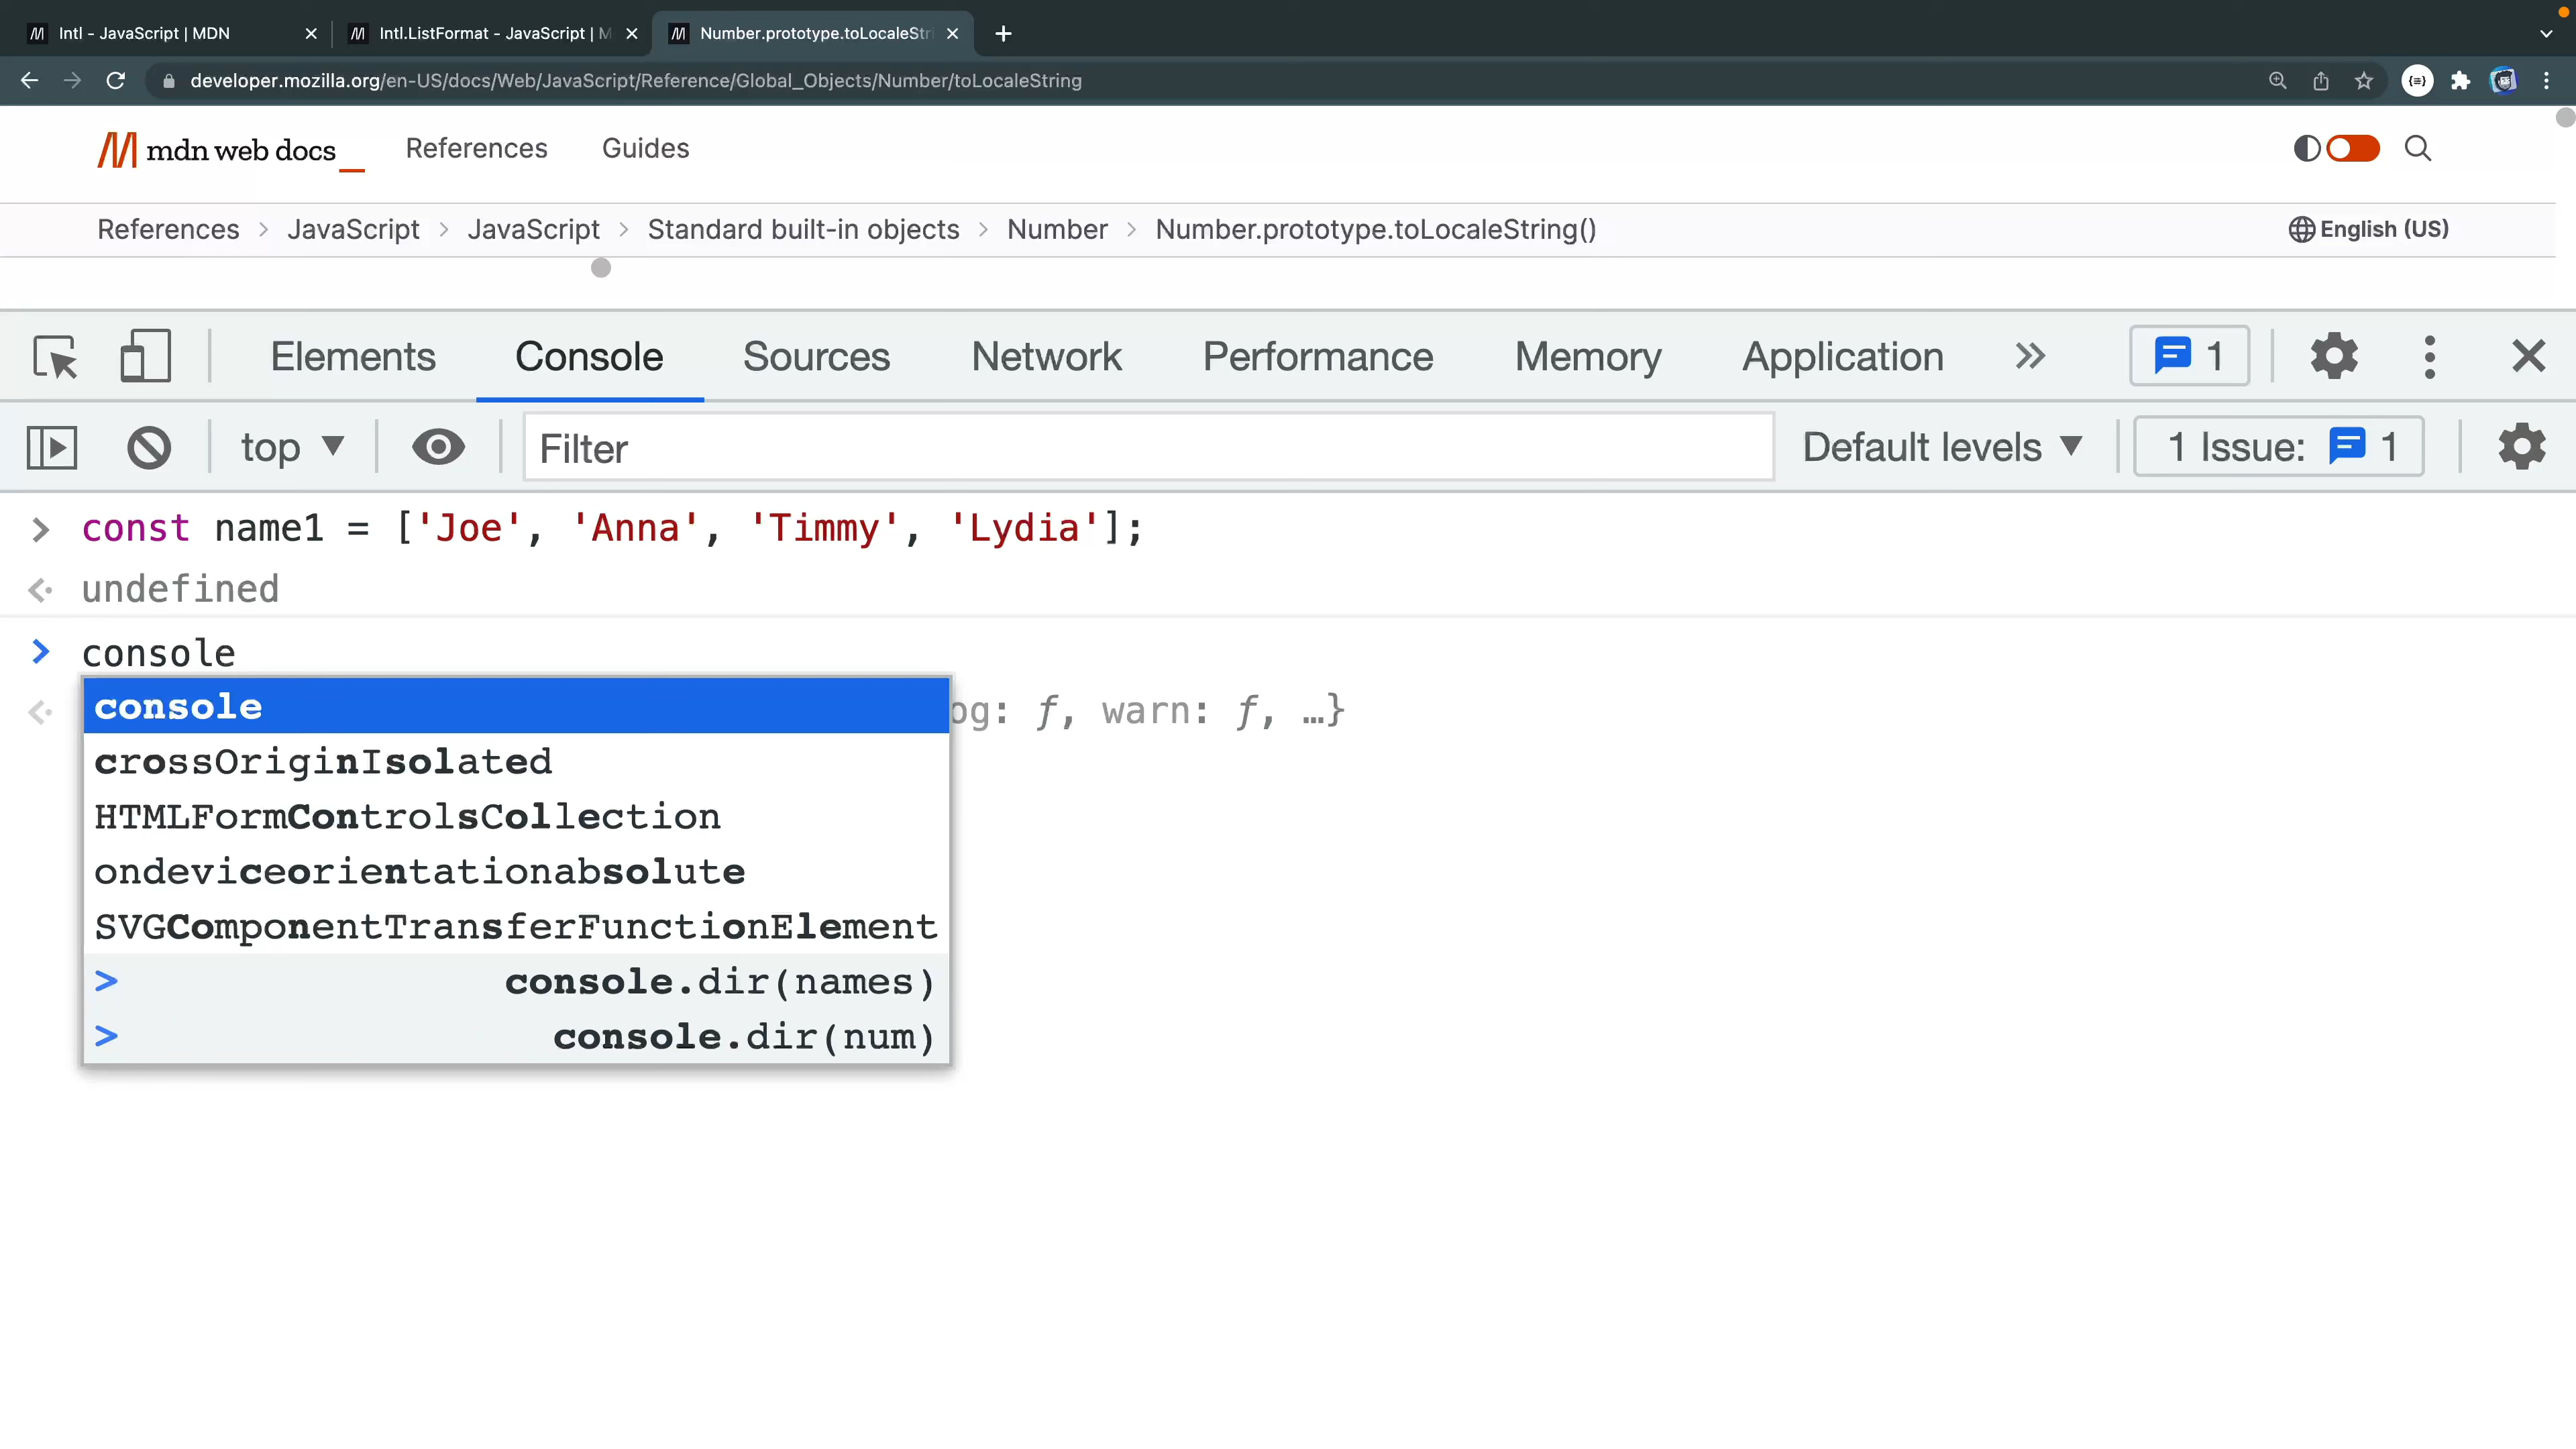 Intl - JavaScript | MDN
Intl.ListFormat - JavaScript | M
Number.prototype.toLocaleStri
developer.mozilla.org/en-US/docs/Web/JavaScript/Reference/Global_Objects/Number/toLocaleString
mdn web docs_ References Guides
References > JavaScript > JavaScript > Standard built-in objects > Number > Number.prototype.toLocaleString() English (US)
Elements Console Sources Network Performance Memory Application » 1
top ▼ Filter Default levels ▼ 1 Issue: 1
> const name1 = ['Joe', 'Anna', 'Timmy', 'Lydia'];
undefined
> console
og: ƒ, warn: ƒ, …}
console
crossOriginIsolated
HTMLFormControlsCollection
ondeviceorientationabsolute
SVGComponentTransferFunctionElement
> console.dir(names)
> console.dir(num)